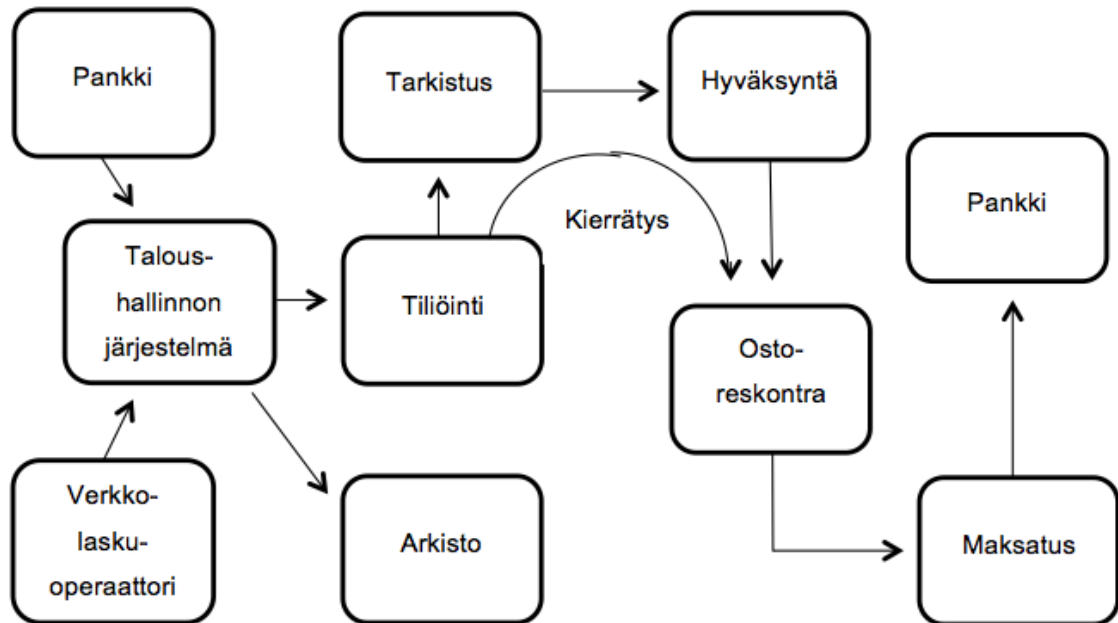 Pankki
Tarkistus
Hyväksyntä
Pankki
Kierrätys
Talous-
hallinnon
järjestelmä
Tiliöinti
Osto-
reskontra
Verkko-
lasku-
operaattori
Arkisto
Maksatus